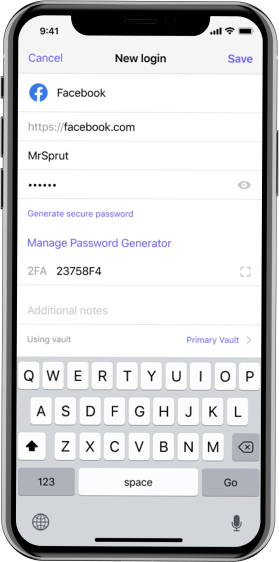 9:41
Cancel New login Save
Facebook
https://facebook.com
MrSprut
••••••
Generate secure password
Manage Password Generator
2FA 23758F4
Additional notes
Using vault Primary Vault
Q W E R T Y U I O P
A S D F G H J K L
Z X C V B N M
123 space Go